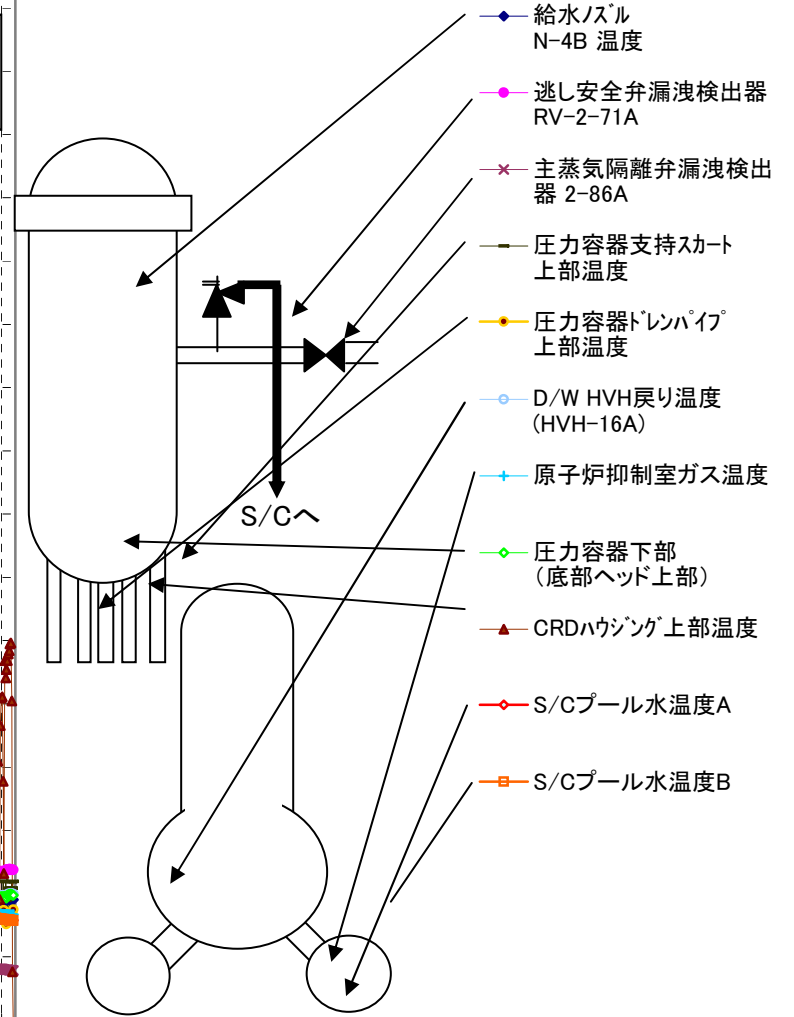 給水ﾉｽﾞﾙ
N-4B 温度
逃し安全弁漏洩検出器
RV-2-71A
主蒸気隔離弁漏洩検出
器 2-86A
圧力容器支持ｽｶｰﾄ
上部温度
圧力容器ﾄﾞﾚﾝﾊﾟｲﾌﾟ
上部温度
D/W HVH戻り温度
(HVH-16A)
原子炉抑制室ガス温度
S/Cへ
圧力容器下部
（底部ヘッド上部）
CRDﾊｳｼﾞﾝｸﾞ上部温度
S/Cプール水温度A
S/Cプール水温度B